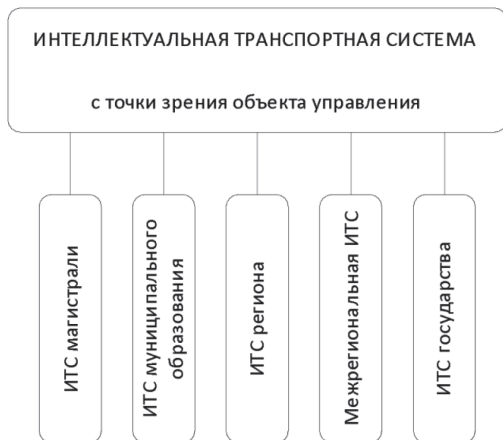 ИНТЕЛЛЕКТУАЛЬНАЯ ТРАНСПОРТНАЯ СИСТЕМА
с точки зрения объекта управления
ИТС магистрали
ИТС муниципального
образования
ИТС региона
Межрегиональная ИТС
ИТС государства